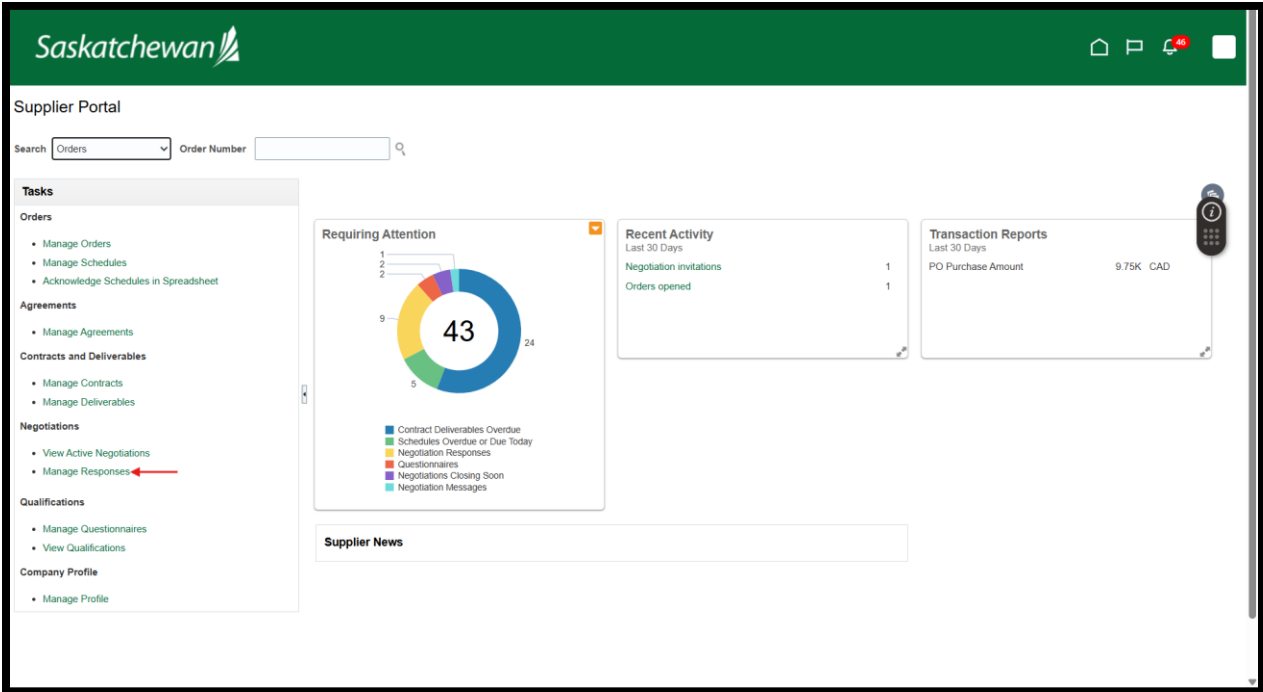 Saskatchewan
46
Supplier Portal
Search Orders Order Number
Tasks
Orders
Manage Orders
Manage Schedules
Acknowledge Schedules in Spreadsheet
Agreements
Manage Agreements
Contracts and Deliverables
Manage Contracts
Manage Deliverables
Negotiations
View Active Negotiations
Manage Responses
Qualifications
Manage Questionnaires
View Qualifications
Company Profile
Manage Profile
Requiring Attention
1
2
2
9
43
24
5
Contract Deliverables Overdue
Schedules Overdue or Due Today
Negotiation Responses
Questionnaires
Negotiations Closing Soon
Negotiation Messages
Recent Activity
Last 30 Days
Negotiation invitations 1
Orders opened 1
Transaction Reports
Last 30 Days
PO Purchase Amount 9.75K CAD
i
Supplier News